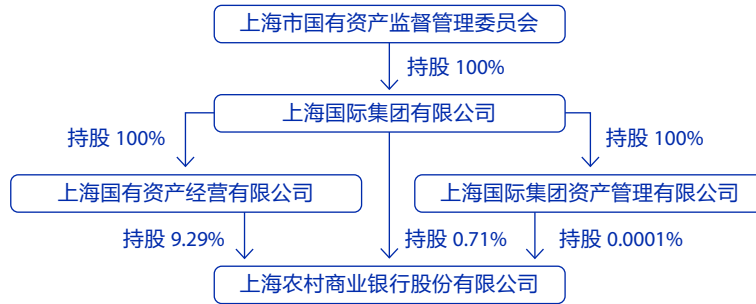 上海市国有资产监督管理委员会
持股 100%
上海国际集团有限公司
持股 100%
持股 100%
上海国有资产经营有限公司
上海国际集团资产管理有限公司
持股 9.29%
持股 0.71%
持股 0.0001%
上海农村商业银行股份有限公司